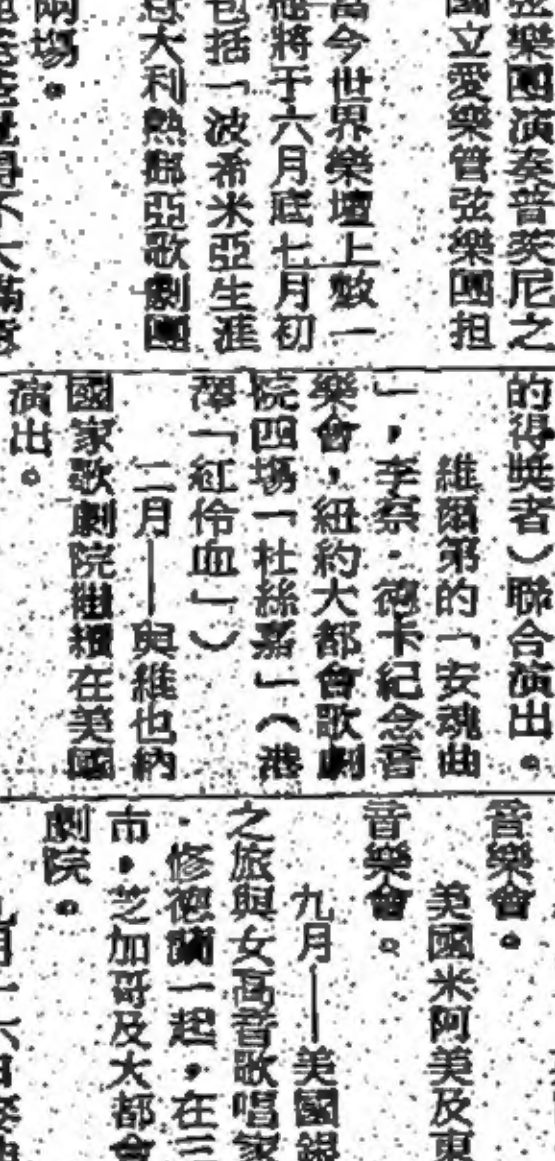 弦樂團演奏普契尼之
國立愛樂管弦樂團担
當今世界樂壇上數一
他將于六月底七月初
包括「波希米亞生涯
意大利熱那亞歌劇團
兩場。
的得獎者）聯合演出。
維爾第的「安魂曲
」，李察·德卡紀念音
樂會，紐約大都會歌劇
院四場「杜絲嘉」（港
譯「紅伶血」）
二月——與維也納
國家歌劇院繼續在美國
演出。
音樂會。
美國米阿美及東
音樂會。
九月——美國錫
之旅與女高音歌唱家
·修德蘭一起，在三
市，芝加哥及大都會
劇院。